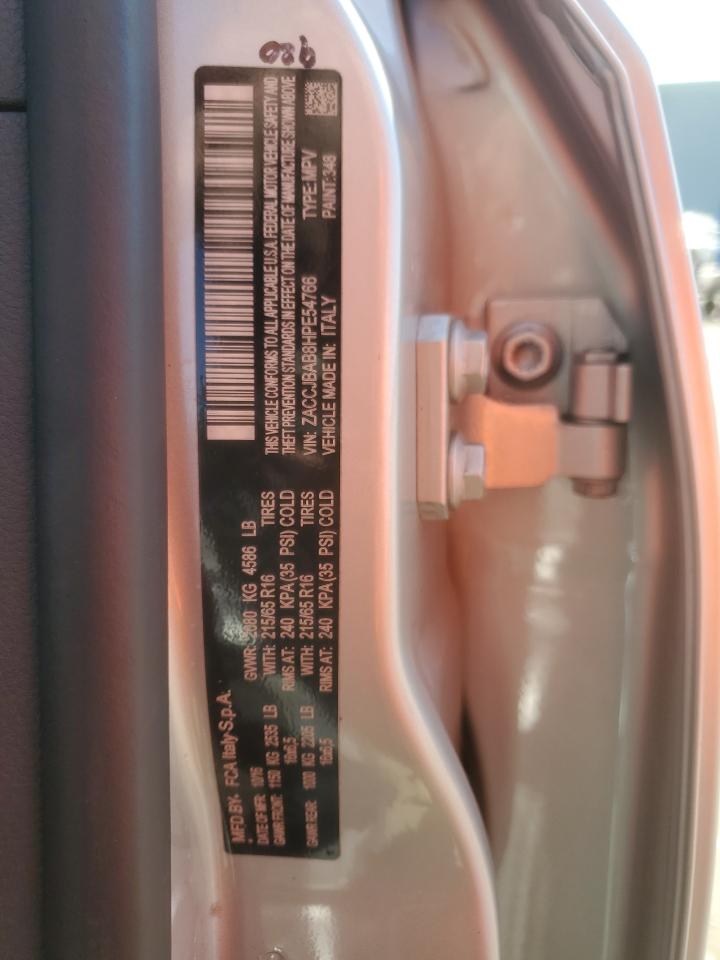 986
MFD BY: FCA Italy S.p.A.
DATE OF MFR: 10/16 GVWR: 2080 KG 4586 LB
GAWR FRONT: 1150 KG 2535 LB WITH: 215/65 R16 TIRES
16x6,5 RIMS AT: 240 KPA(35 PSI) COLD
GAWR REAR: 1000 KG 2205 LB WITH: 215/65 R16 TIRES
16x6,5 RIMS AT: 240 KPA(35 PSI) COLD
THIS VEHICLE CONFORMS TO ALL APPLICABLE U.S.A. FEDERAL MOTOR VEHICLE SAFETY AND
THEFT PREVENTION STANDARDS IN EFFECT ON THE DATE OF MANUFACTURE SHOWN ABOVE
VIN: ZACCJBAB8HPE54766 TYPE:MPV
VEHICLE MADE IN: ITALY PAINT:348